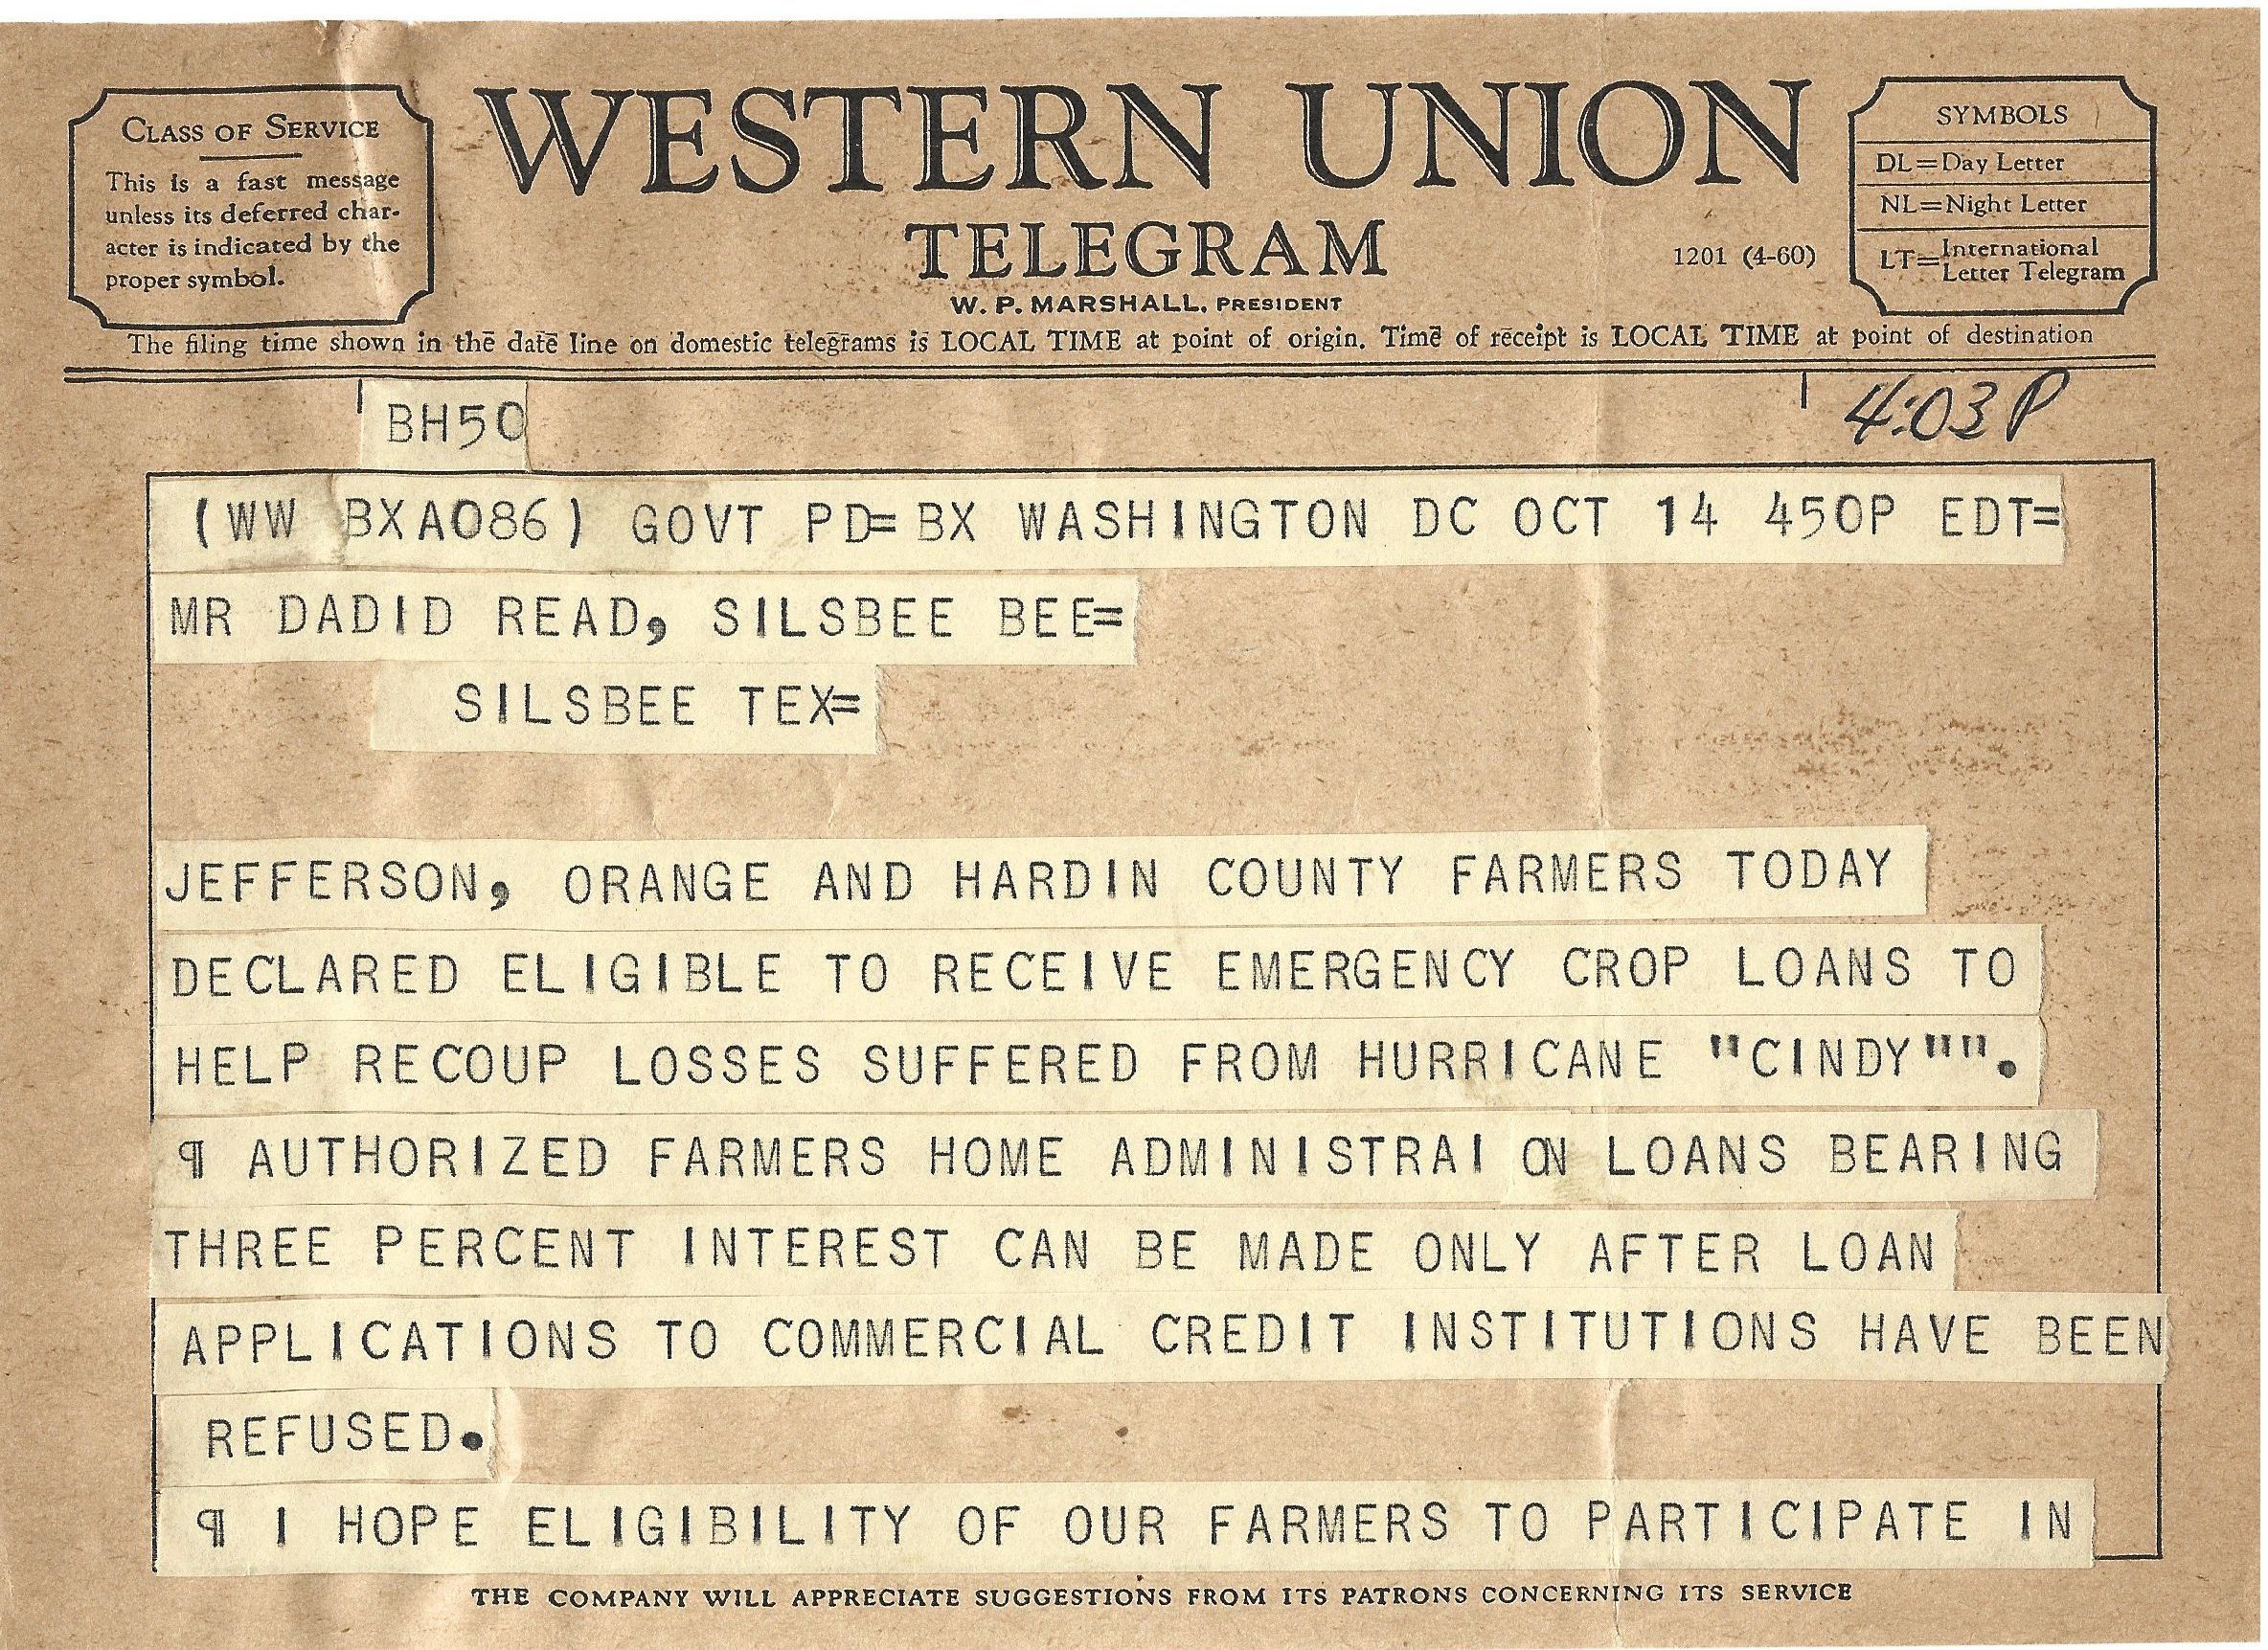 CLASS OF SERVICE
This is a fast message
unless its deferred char-
acter is indicated by the
proper symbol.
WESTERN UNION
TELEGRAM
W. P. MARSHALL, PRESIDENT
1201 (4-60)
SYMBOLS
DL=Day Letter
NL=Night Letter
LT=International Letter Telegram
The filing time shown in the date line on domestic telegrams is LOCAL TIME at point of origin. Time of receipt is LOCAL TIME at point of destination
BH50
4:03P
(WW BXA086) GOVT PD=BX WASHINGTON DC OCT 14 450P EDT=
MR DADID READ, SILSBEE BEE=
SILSBEE TEX=
JEFFERSON, ORANGE AND HARDIN COUNTY FARMERS TODAY
DECLARED ELIGIBLE TO RECEIVE EMERGENCY CROP LOANS TO
HELP RECOUP LOSSES SUFFERED FROM HURRICANE "CINDY"".
¶ AUTHORIZED FARMERS HOME ADMINISTRAI ON LOANS BEARING
THREE PERCENT INTEREST CAN BE MADE ONLY AFTER LOAN
APPLICATIONS TO COMMERCIAL CREDIT INSTITUTIONS HAVE BEEN
REFUSED.
¶ I HOPE ELIGIBILITY OF OUR FARMERS TO PARTICIPATE IN
THE COMPANY WILL APPRECIATE SUGGESTIONS FROM ITS PATRONS CONCERNING ITS SERVICE